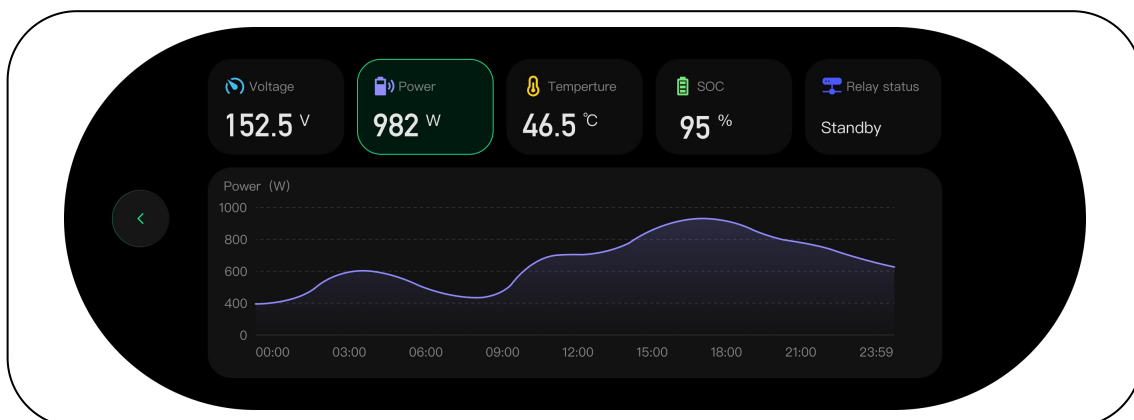 Voltage
152.5 V
Power
982 W
Temperture
46.5 ℃
SOC
95 %
Relay status
Standby
Power (W)
1000
800
600
400
0
00:00 03:00 06:00 09:00 12:00 15:00 18:00 21:00 23:59